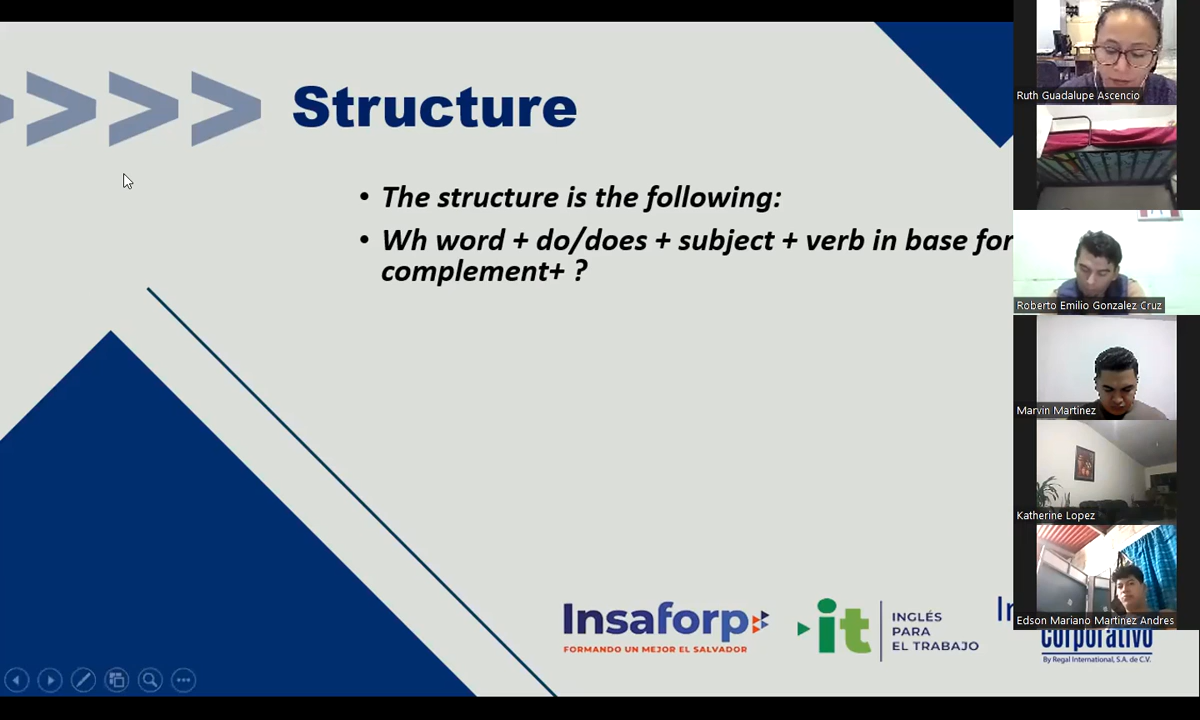 Structure
• The structure is the following:
• Wh word + do/does + subject + verb in base for
complement+ ?
Insaforp
FORMANDO UN MEJOR EL SALVADOR
it
INGLÉS
PARA
EL TRABAJO
corporativo
By Regal International, S.A. de C.V.
Ruth Guadalupe Ascencio
Roberto Emilio Gonzalez Cruz
Marvin Martinez
Katherine Lopez
Edson Mariano Martinez Andres